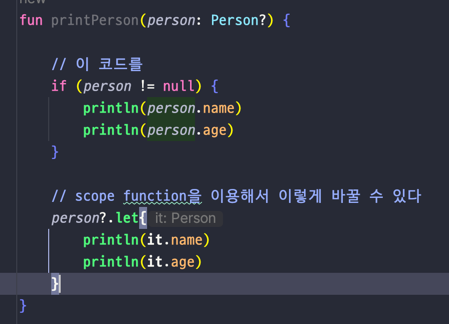 new
fun printPerson(person: Person?) {
// 이 코드를
if (person != null) {
println(person.name)
println(person.age)
}
// scope function을 이용해서 이렇게 바꿀 수 있다
person?.let{ it: Person
println(it.name)
println(it.age)
}
}